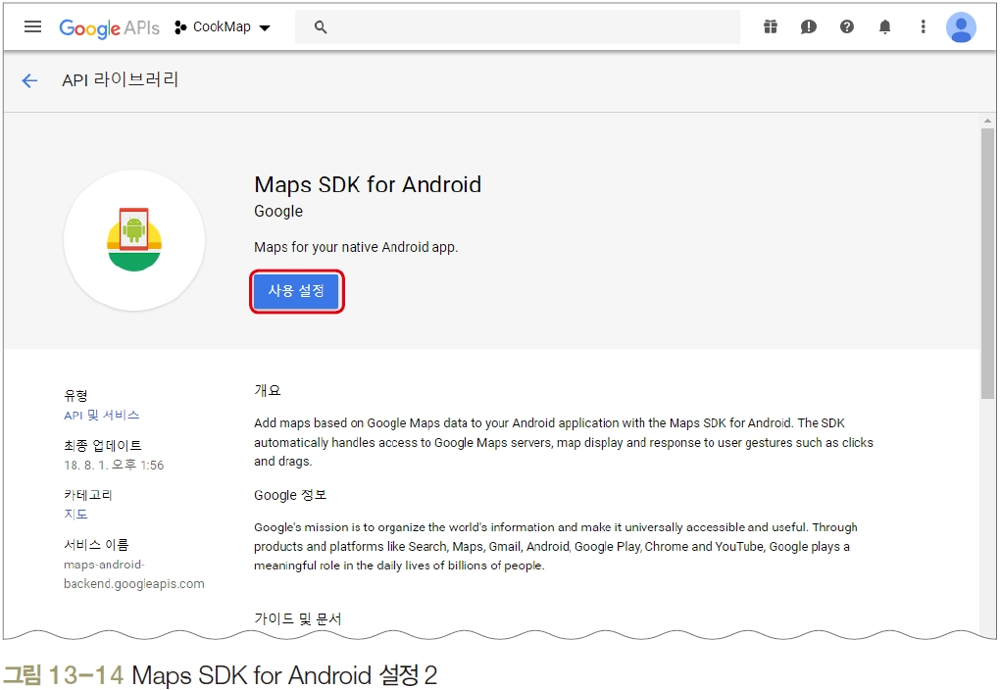 Google APIs CookMap
API 라이브러리
Maps SDK for Android
Google
Maps for your native Android app.
사용 설정
유형
API 및 서비스
최종 업데이트
18. 8. 1. 오후 1:56
카테고리
지도
서비스 이름
maps-android-
backend.googleapis.com
개요
Add maps based on Google Maps data to your Android application with the Maps SDK for Android. The SDK
automatically handles access to Google Maps servers, map display and response to user gestures such as clicks
and drags.
Google 정보
Google's mission is to organize the world's information and make it universally accessible and useful. Through
products and platforms like Search, Maps, Gmail, Android, Google Play, Chrome and YouTube, Google plays a
meaningful role in the daily lives of billions of people.
가이드 및 문서
그림 13-14 Maps SDK for Android 설정 2